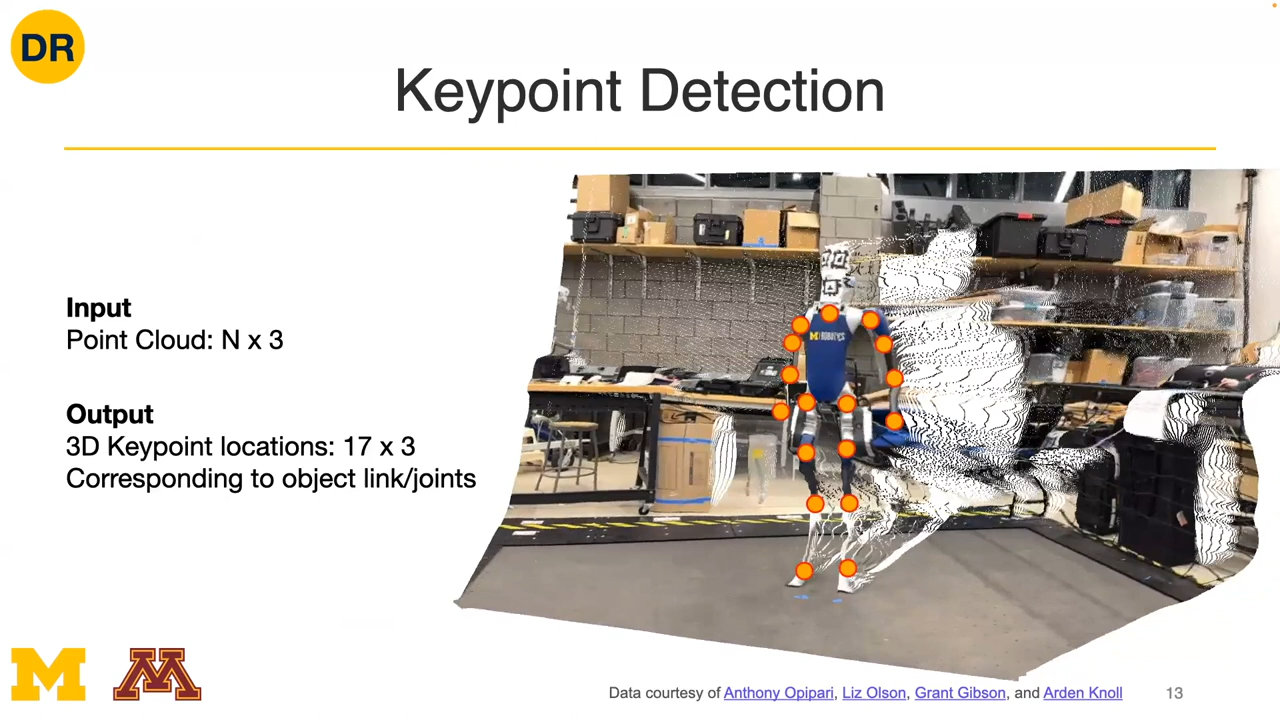 DR
Keypoint Detection
Input
Point Cloud: N x 3
Output
3D Keypoint locations: 17 x 3
Corresponding to object link/joints
M ROBOTICS
M
M
Data courtesy of Anthony Opipari, Liz Olson, Grant Gibson, and Arden Knoll
13